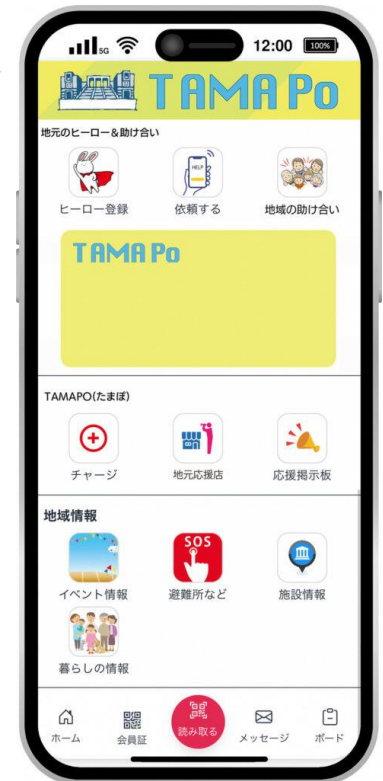 5G 12:00 100%
TAMA Po
地元のヒーロー＆助け合い
HELP
ヒーロー登録 依頼する 地域の助け合い
TAMA Po
TAMAPO(たまぽ)
チャージ 地元応援店 応援掲示板
地域情報
SOS
イベント情報 避難所など 施設情報
暮らしの情報
ホーム 会員証 読み取る メッセージ ボード